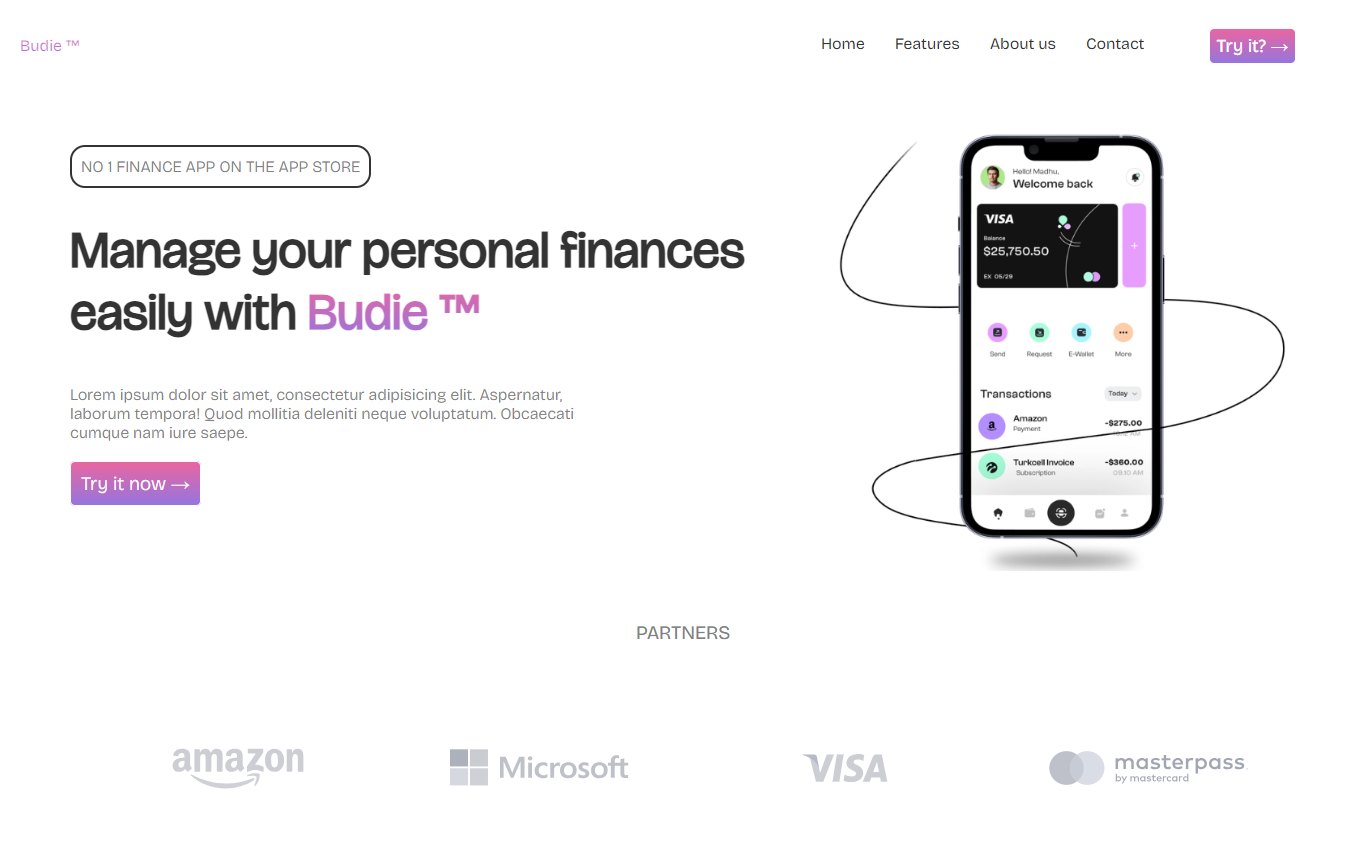 Budie ™
Home Features About us Contact
Try it? →
NO 1 FINANCE APP ON THE APP STORE
Manage your personal finances
easily with Budie ™
Lorem ipsum dolor sit amet, consectetur adipisicing elit. Aspernatur,
laborum tempora! Quod mollitia deleniti neque voluptatum. Obcaecati
cumque nam iure saepe.
Try it now →
Hello! Madhu,
Welcome back
VISA
Balance
$25,750.50
EX 05/29
+
Send Request E-Wallet More
Transactions Today
Amazon -$275.00
Payment
Turkcell Invoice -$360.00
Subscription 09:10 AM
PARTNERS
amazon
Microsoft
VISA
masterpass
by mastercard